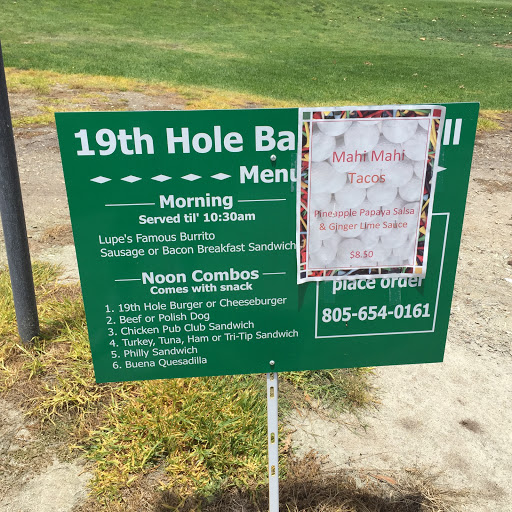 19th Hole Ba ll
Menu
Morning
Served til' 10:30am
Lupe's Famous Burrito
Sausage or Bacon Breakfast Sandwich
Noon Combos
Comes with snack
1. 19th Hole Burger or Cheeseburger
2. Beef or Polish Dog
3. Chicken Pub Club Sandwich
4. Turkey, Tuna, Ham or Tri-Tip Sandwich
5. Philly Sandwich
6. Buena Quesadilla
Mahi Mahi
Tacos
Pineapple Papaya Salsa
& Ginger Lime Sauce
$8.50
place order
805-654-0161